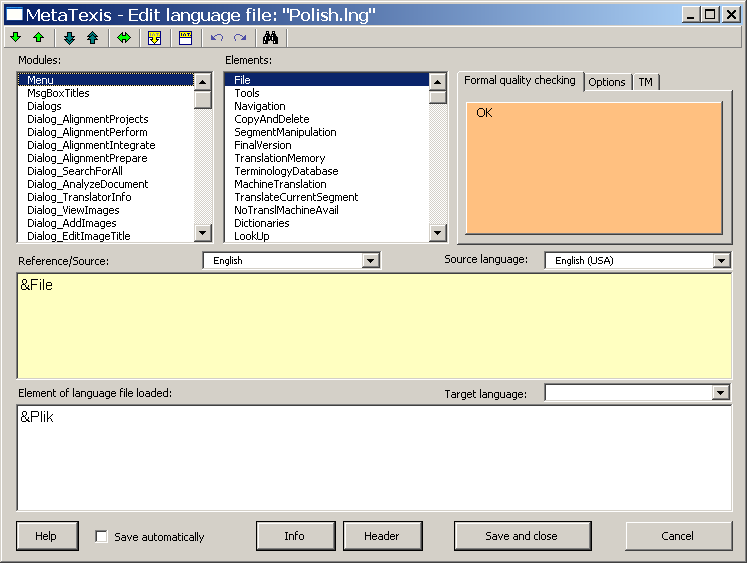 MetaTexis - Edit language file: "Polish.lng"
Modules:
Menu
MsgBoxTitles
Dialogs
Dialog_AlignmentProjects
Dialog_AlignmentPerform
Dialog_AlignmentIntegrate
Dialog_AlignmentPrepare
Dialog_SearchForAll
Dialog_AnalyzeDocument
Dialog_TranslatorInfo
Dialog_ViewImages
Dialog_AddImages
Dialog_EditImageTitle
Elements:
File
Tools
Navigation
CopyAndDelete
SegmentManipulation
FinalVersion
TranslationMemory
TerminologyDatabase
MachineTranslation
TranslateCurrentSegment
NoTranslMachineAvail
Dictionaries
LookUp
Formal quality checking Options TM
OK
Reference/Source: English Source language: English (USA)
&File
Element of language file loaded: Target language:
&Plik
Help Save automatically Info Header Save and close Cancel